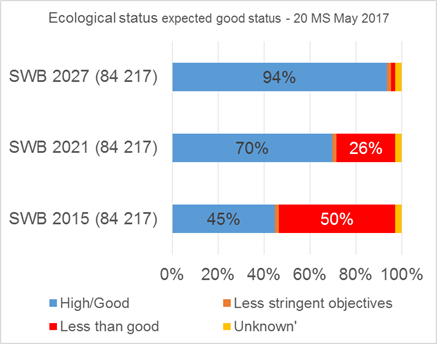 Ecological status expected good status - 20 MS May 2017
SWB 2027 (84 217)
94%
SWB 2021 (84 217)
70%
26%
SWB 2015 (84 217)
45%
50%
0% 20% 40% 60% 80% 100%
High/Good
Less stringent objectives
Less than good
Unknown'